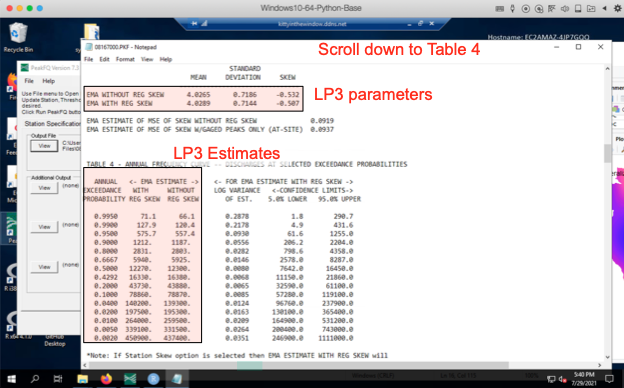 Windows10-64-Python-Base
kittyinthewindow.ddns.net
Hostname: EC2AMAZ-4JP7GQQ
Recycle Bin
PeakFQ Version 7.
File Help
Use File menu to Open
Update Station, Thresho
desired.
Click Run PeakFQ button
Station Specifications
Output File
View
C:\User
Files\G
Additional Output
View (none)
View (none)
View (none)
R x64 4.1.0
GitHub
Desktop
08167000.PKF - Notepad
File Edit Format View Help
Scroll down to Table 4
STANDARD
MEAN DEVIATION SKEW
EMA WITHOUT REG SKEW 4.0265 0.7186 -0.532
EMA WITH REG SKEW 4.0289 0.7144 -0.507
LP3 parameters
EMA ESTIMATE OF MSE OF SKEW WITHOUT REG SKEW 0.0919
EMA ESTIMATE OF MSE OF SKEW W/GAGED PEAKS ONLY (AT-SITE) 0.0937
LP3 Estimates
TABLE 4 - ANNUAL FREQUENCY CURVE -- DISCHARGES AT SELECTED EXCEEDANCE PROBABILITIES
ANNUAL <- EMA ESTIMATE -> <- FOR EMA ESTIMATE WITH REG SKEW ->
EXCEEDANCE WITH WITHOUT LOG VARIANCE <-CONFIDENCE LIMITS->
PROBABILITY REG SKEW REG SKEW OF EST. 5.0% LOWER 95.0% UPPER
0.9950 71.1 66.1 0.2878 1.8 290.7
0.9900 127.9 120.4 0.2178 4.9 431.6
0.9500 575.7 557.4 0.0930 61.6 1255.0
0.9000 1212. 1187. 0.0556 206.2 2204.0
0.8000 2831. 2803. 0.0282 798.6 4358.0
0.6667 5940. 5925. 0.0146 2578.0 8287.0
0.5000 12270. 12300. 0.0080 7642.0 16450.0
0.4292 16330. 16380. 0.0068 11150.0 21860.0
0.2000 43730. 43880. 0.0065 32590.0 61100.0
0.1000 78860. 78870. 0.0085 57280.0 119100.0
0.0400 140200. 139300. 0.0124 96760.0 237900.0
0.0200 197500. 195300. 0.0163 130100.0 365400.0
0.0100 264000. 259500. 0.0209 164900.0 531200.0
0.0050 339100. 331500. 0.0264 200400.0 743000.0
0.0020 450900. 437400. 0.0351 246900.0 1111000.0
*Note: If Station Skew option is selected then EMA ESTIMATE WITH REG SKEW will
5:40 PM
7/29/2021